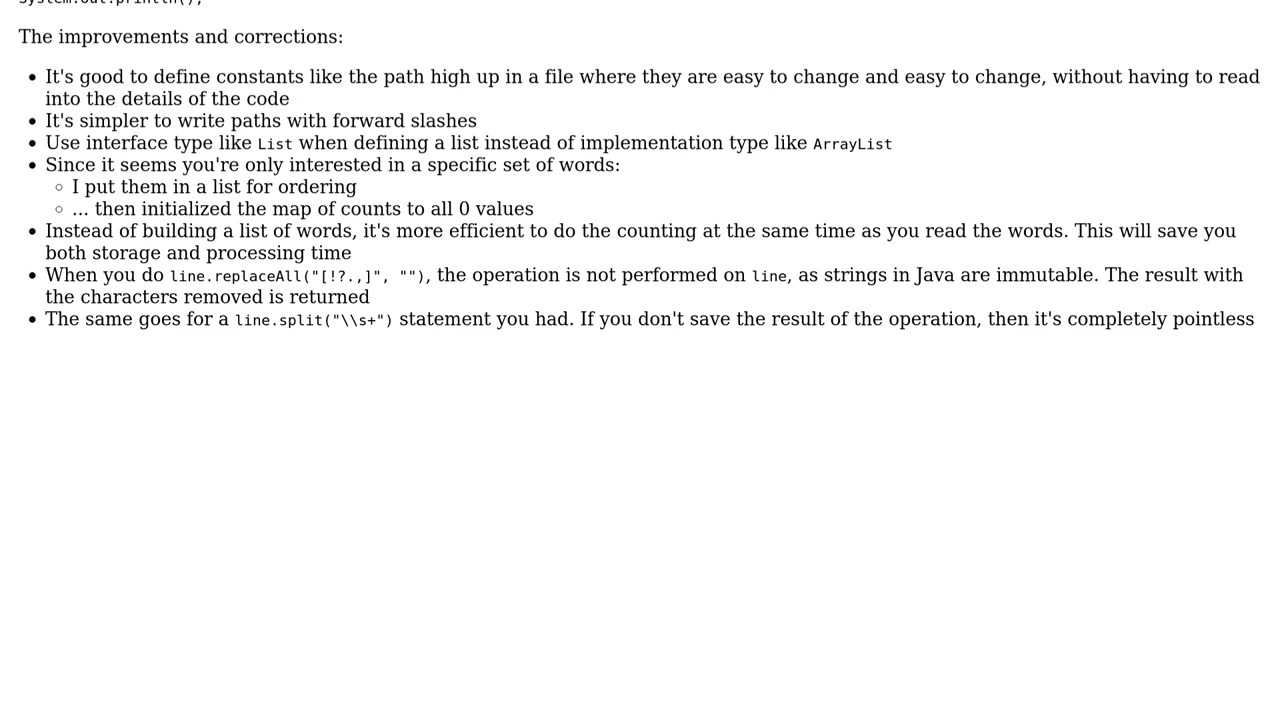 System.out.println();
The improvements and corrections:
• It's good to define constants like the path high up in a file where they are easy to change and easy to change, without having to read
into the details of the code
• It's simpler to write paths with forward slashes
• Use interface type like List when defining a list instead of implementation type like ArrayList
• Since it seems you're only interested in a specific set of words:
◦ I put them in a list for ordering
◦ ... then initialized the map of counts to all 0 values
• Instead of building a list of words, it's more efficient to do the counting at the same time as you read the words. This will save you
both storage and processing time
• When you do line.replaceAll("[!?.,]", ""), the operation is not performed on line, as strings in Java are immutable. The result with
the characters removed is returned
• The same goes for a line.split("\\s+") statement you had. If you don't save the result of the operation, then it's completely pointless